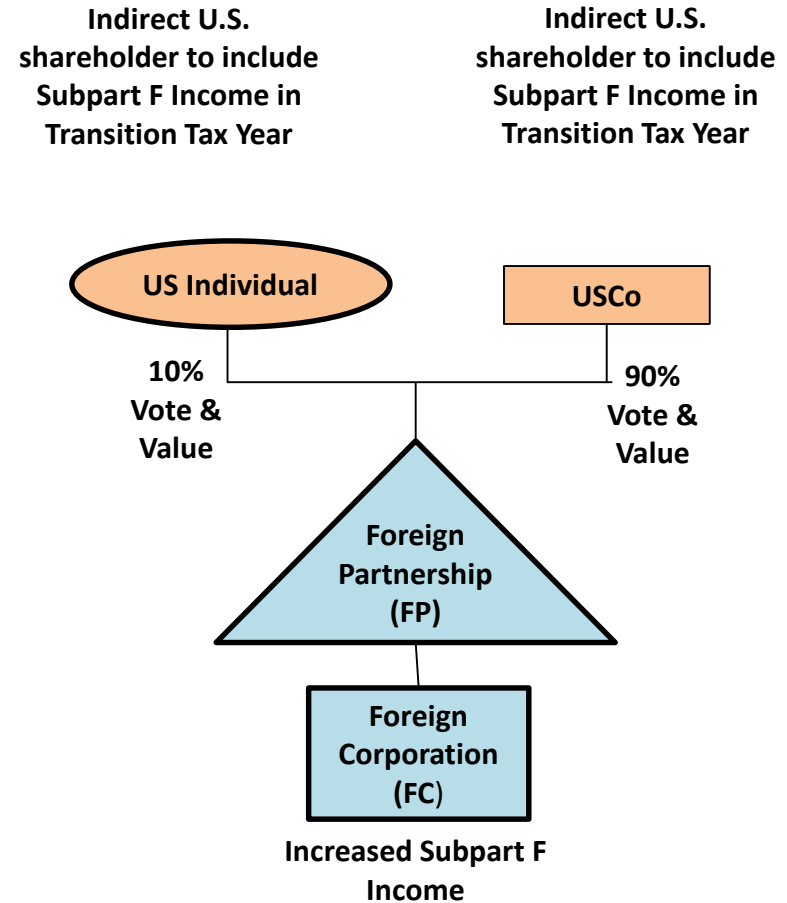 Indirect U.S.
shareholder to include
Subpart F Income in
Transition Tax Year
Indirect U.S.
shareholder to include
Subpart F Income in
Transition Tax Year
US Individual
USCo
10%
Vote &
Value
90%
Vote &
Value
Foreign
Partnership
(FP)
Foreign
Corporation
(FC)
Increased Subpart F
Income